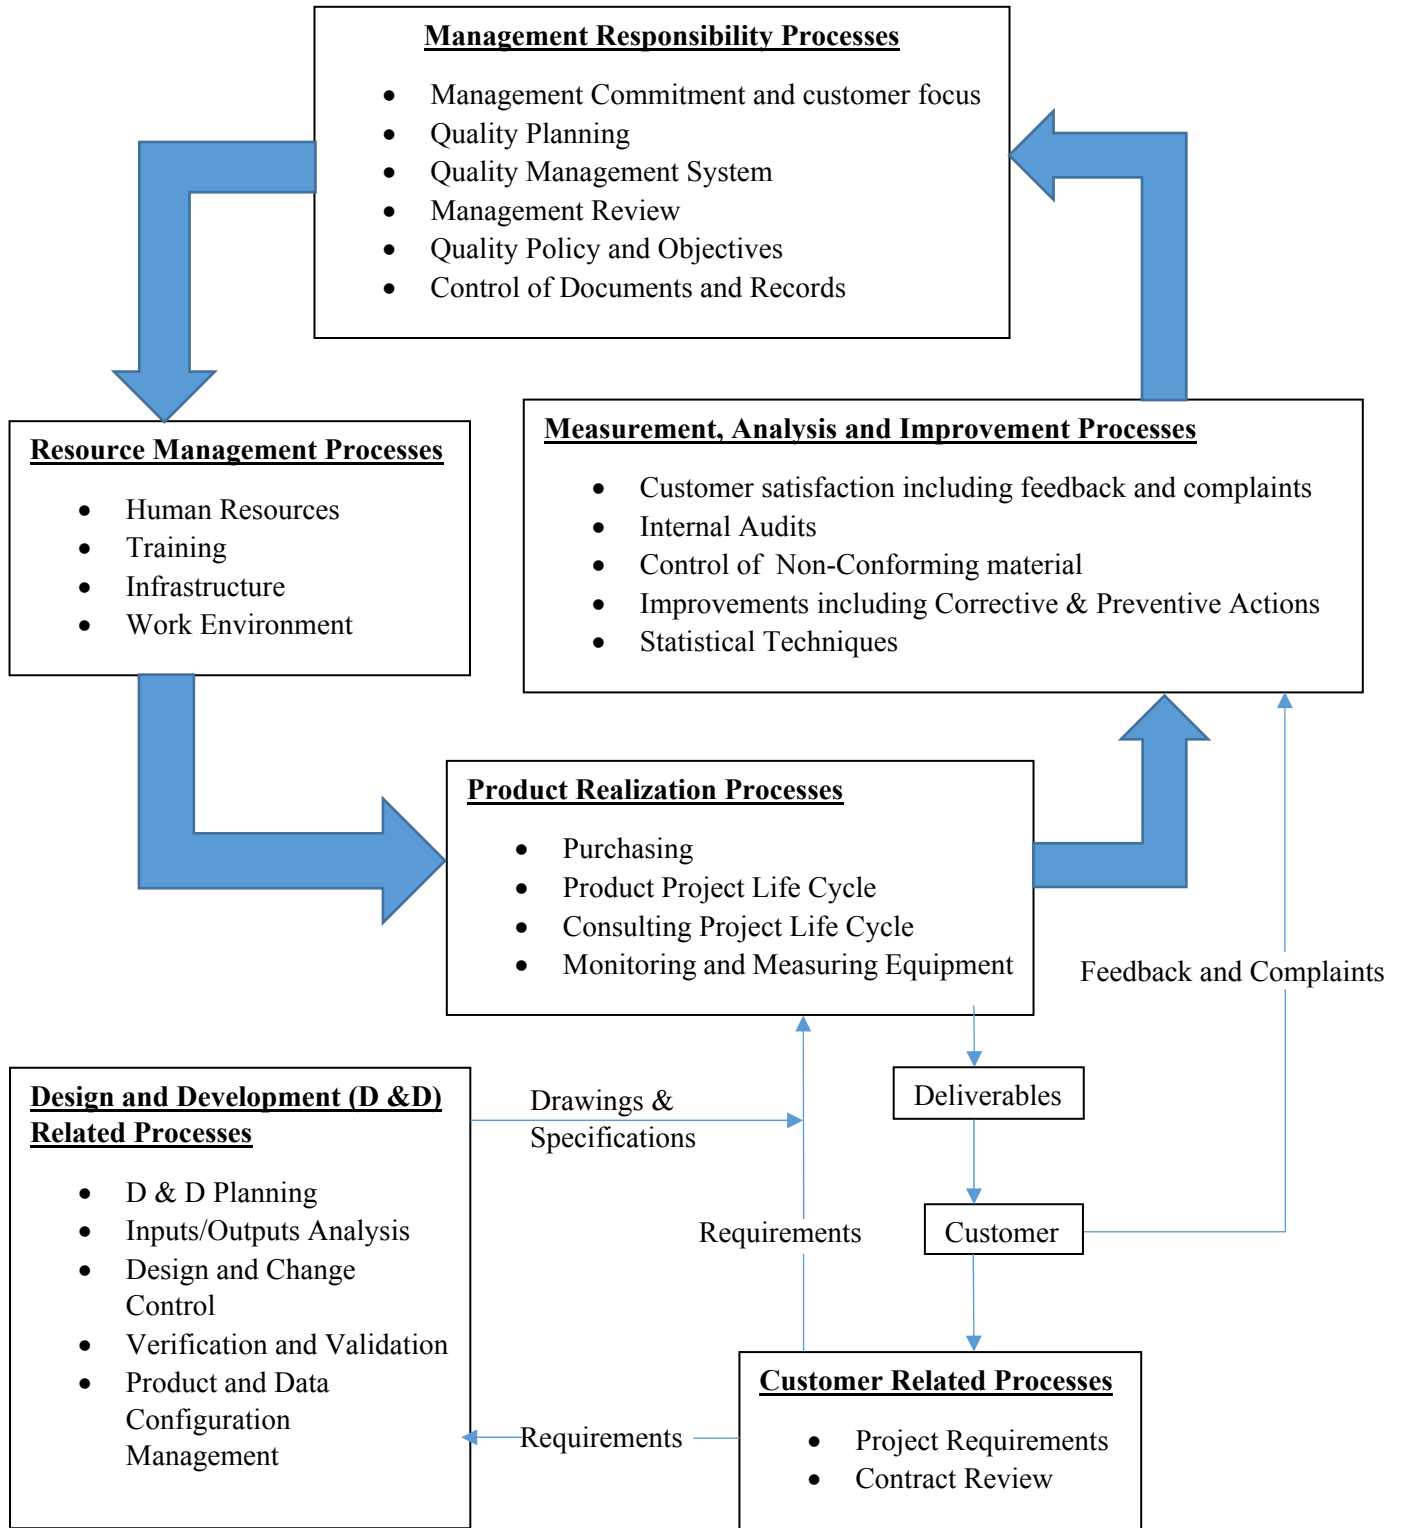 Management Responsibility Processes
• Management Commitment and customer focus
• Quality Planning
• Quality Management System
• Management Review
• Quality Policy and Objectives
• Control of Documents and Records
Resource Management Processes
• Human Resources
• Training
• Infrastructure
• Work Environment
Measurement, Analysis and Improvement Processes
• Customer satisfaction including feedback and complaints
• Internal Audits
• Control of  Non-Conforming material
• Improvements including Corrective & Preventive Actions
• Statistical Techniques
Product Realization Processes
• Purchasing
• Product Project Life Cycle
• Consulting Project Life Cycle
• Monitoring and Measuring Equipment
Feedback and Complaints
Design and Development (D &D)
Related Processes
• D & D Planning
• Inputs/Outputs Analysis
• Design and Change
Control
• Verification and Validation
• Product and Data
Configuration
Management
Drawings &
Specifications
Deliverables
Requirements
Customer
Requirements
Customer Related Processes
• Project Requirements
• Contract Review